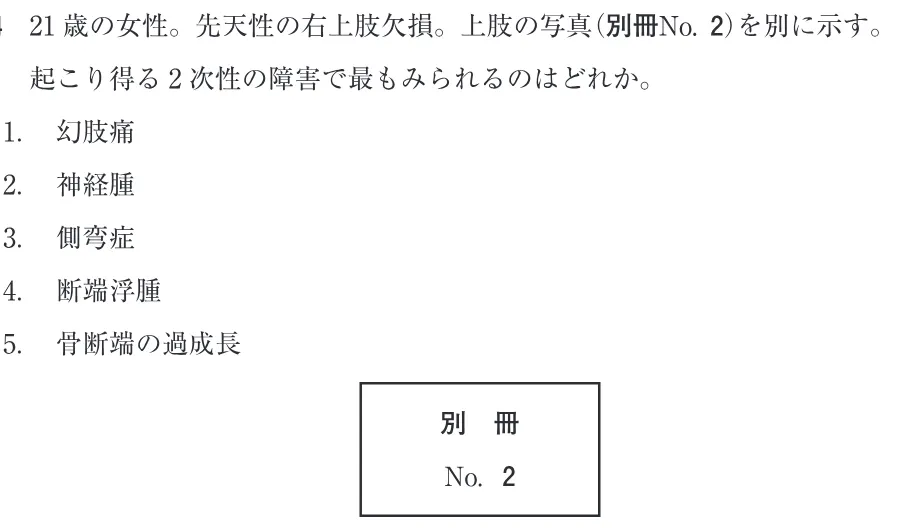 21 歳の女性。先天性の右上肢欠損。上肢の写真(別冊No. 2)を別に示す。
起こり得る 2 次性の障害で最もみられるのはどれか。
1. 幻肢痛
2. 神経腫
3. 側弯症
4. 断端浮腫
5. 骨断端の過成長
別 冊
No. 2